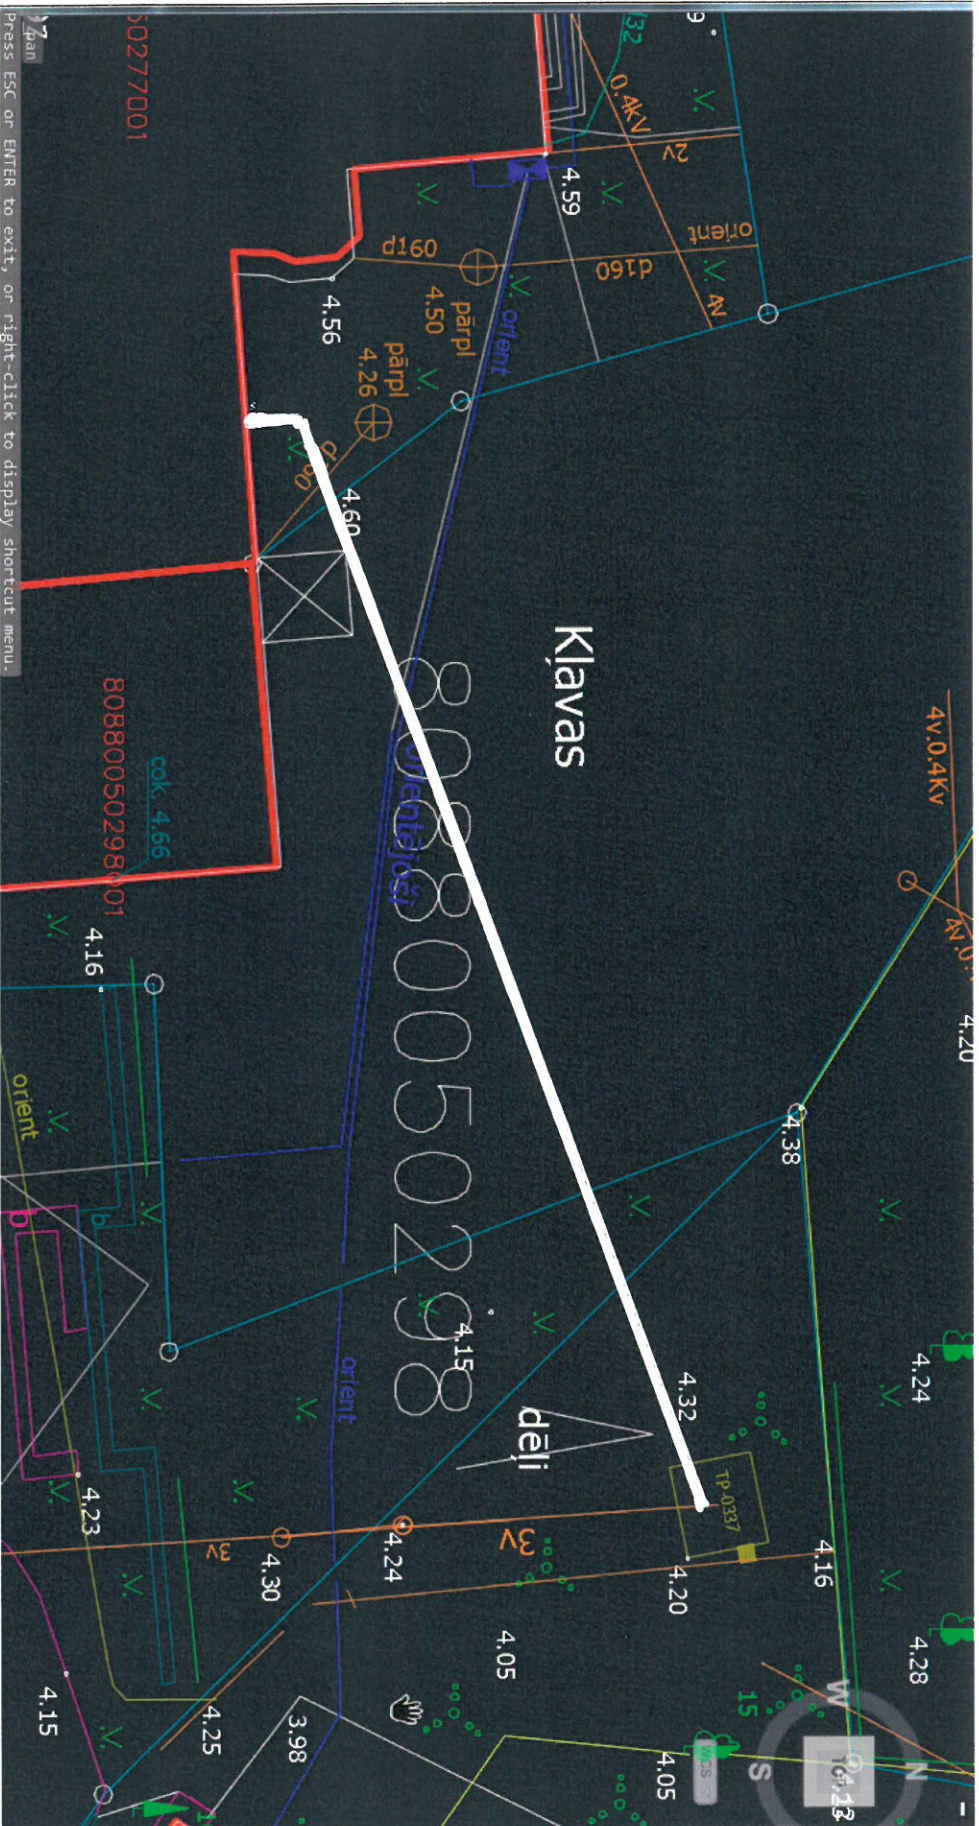 Press ESC or ENTER to exit, or right-click to display shortcut menu.
pan
50277001
0.4kV
2v
4.59
orient
d160
d160
4v
4.56
pārpl
4.50
orient
pārpl
4.26
4.60
Kļavas
80880050298
orientējoši
4v.0.4Kv
80880050298001
cok. 4.66
4.16
orient
4.20
4.38
b
b
4.15
orient
4.24
4.32
dēļi
TP-0337
4.23
3v
4.30
4.24
3v
4.20
4.16
4.28
4.05
4.15
4.25
3.98
15
4.05
W
N
S
TOP
WCS